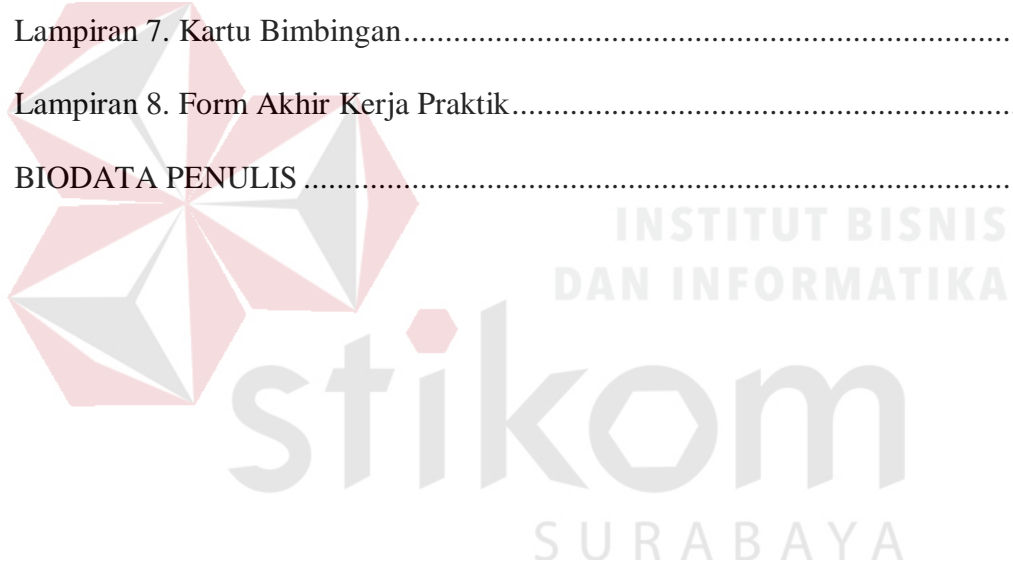 Lampiran 7. Kartu Bimbingan..........................................................................
Lampiran 8. Form Akhir Kerja Praktik.............................................................
BIODATA PENULIS ......................................................................................
INSTITUT BISNIS
DAN INFORMATIKA
stikom
SURABAYA